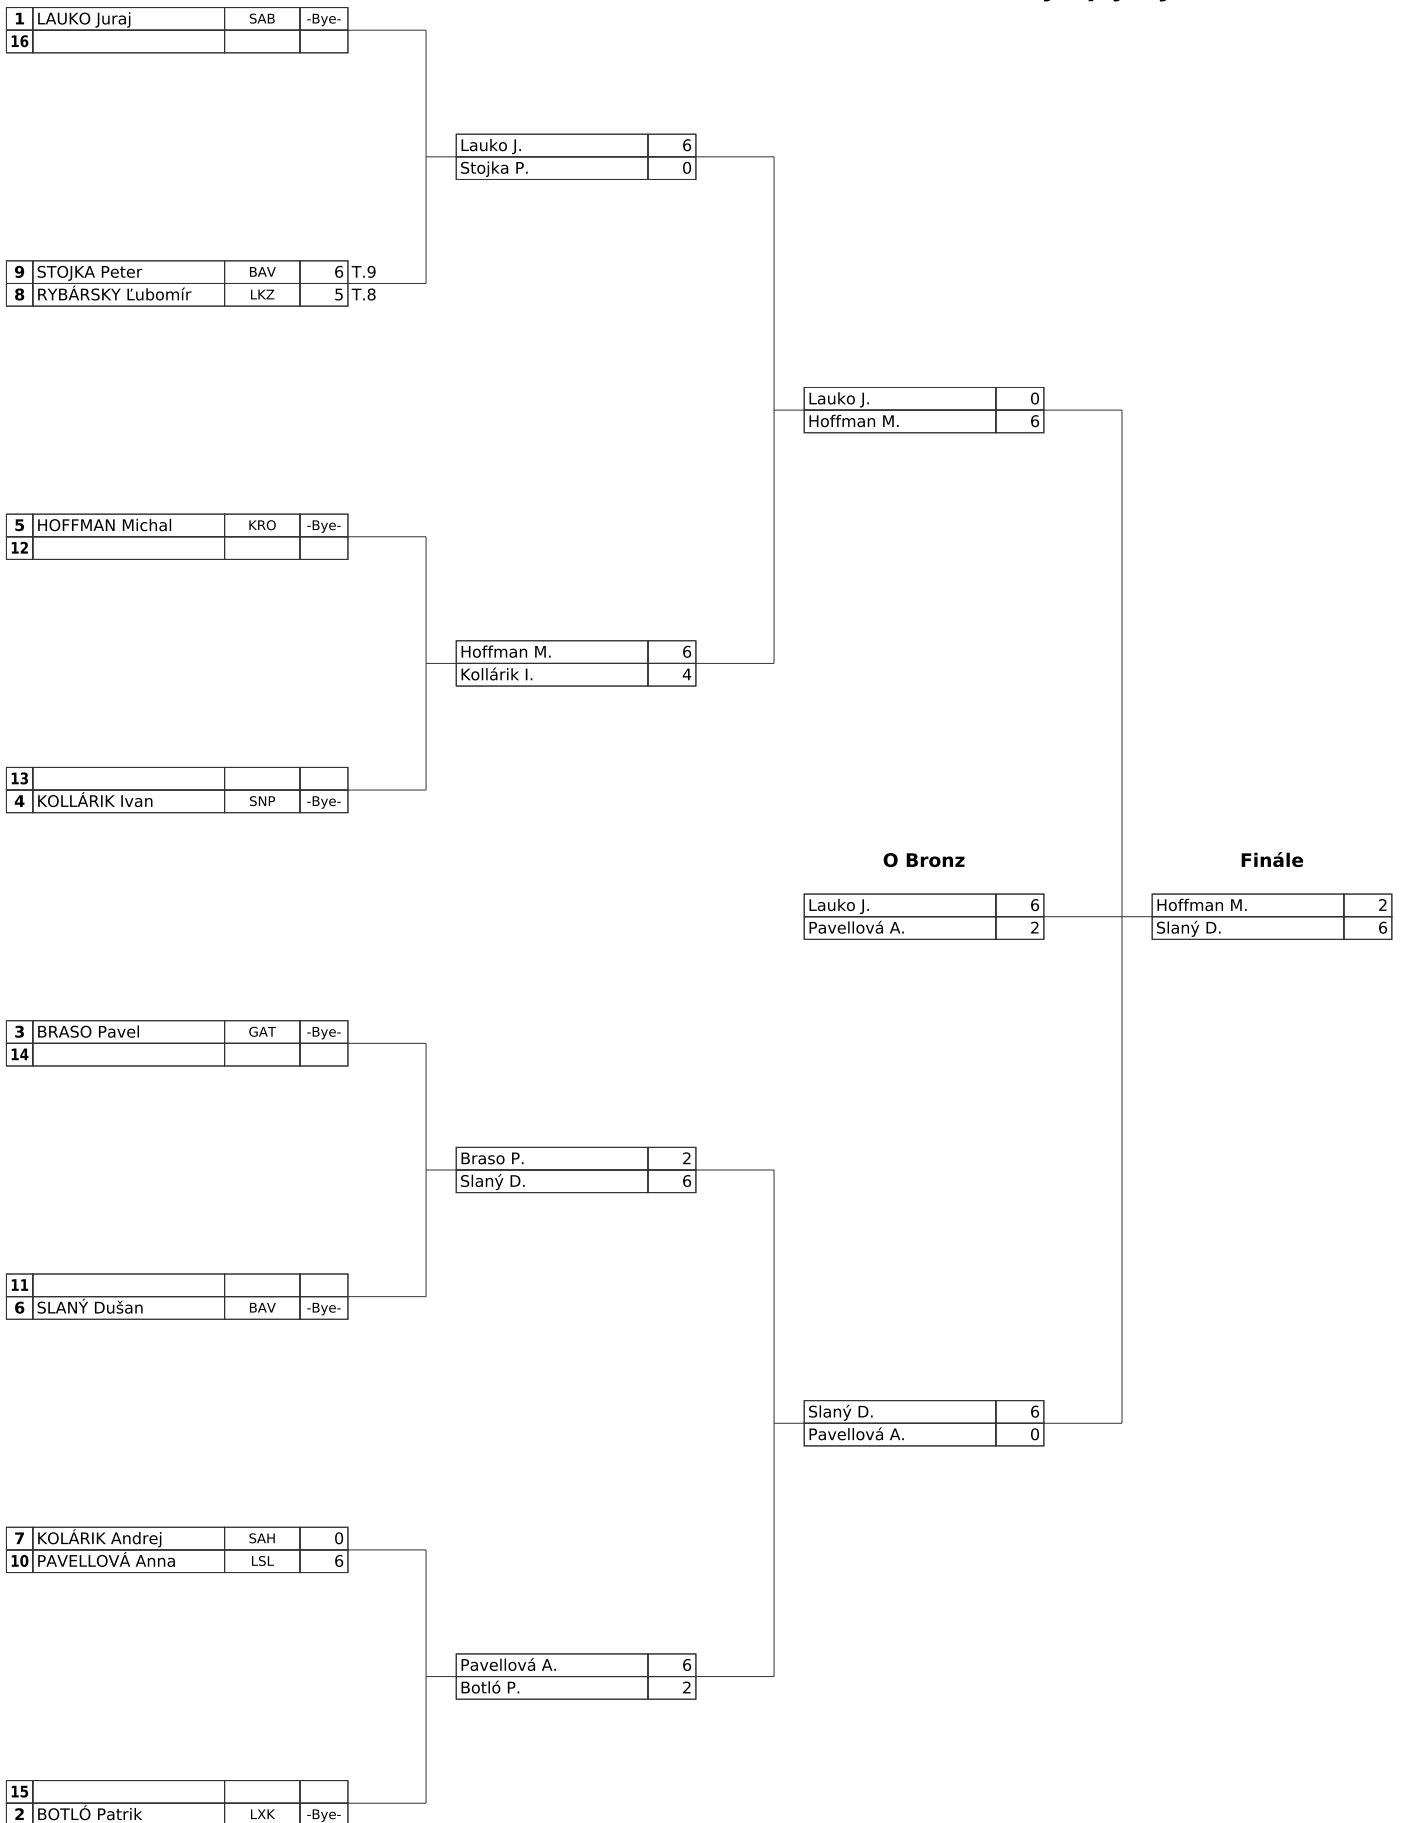 1 LAUKO Juraj SAB -Bye-
16
Lauko J. 6
Stojka P. 0
9 STOJKA Peter BAV 6 T.9
8 RYBÁRSKY Ľubomír LKZ 5 T.8
Lauko J. 0
Hoffman M. 6
5 HOFFMAN Michal KRO -Bye-
12
Hoffman M. 6
Kollárik I. 4
13
4 KOLLÁRIK Ivan SNP -Bye-
O Bronz Finále
Lauko J. 6 Hoffman M. 2
Pavellová A. 2 Slaný D. 6
3 BRASO Pavel GAT -Bye-
14
Braso P. 2
Slaný D. 6
11
6 SLANÝ Dušan BAV -Bye-
Slaný D. 6
Pavellová A. 0
7 KOLÁRIK Andrej SAH 0
10 PAVELLOVÁ Anna LSL 6
Pavellová A. 6
Botló P. 2
15
2 BOTLÓ Patrik LXK -Bye-